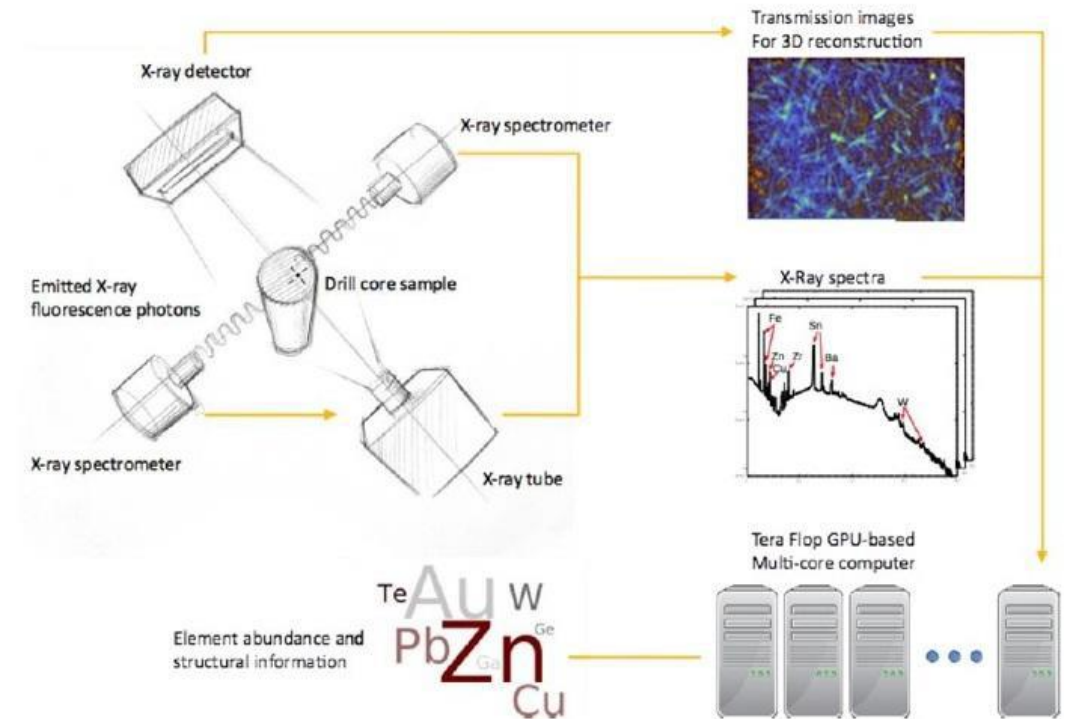 Transmission images
For 3D reconstruction
X-ray detector
X-ray spectrometer
Emitted X-ray
fluorescence photons
Drill core sample
X-Ray spectra
Fe
Sn
Zn
Zr
Ba
Cu
W
X-ray spectrometer
X-ray tube
Tera Flop GPU-based
Multi-core computer
Te Au W
Element abundance and
structural information
Pb Zn Ge
Ga
Cu